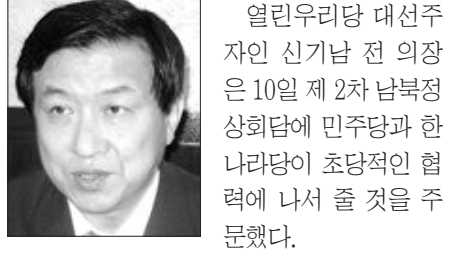 열린우리당 대선주
자인 신기남 전 의장
은 10일 제 2차 남북정
상회담에 민주당과 한
나라당이 초당적인 협
력에 나서 줄 것을 주
문했다.